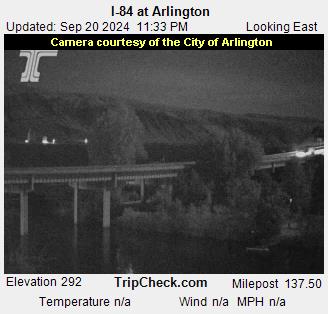 I-84 at Arlington
Updated: Sep 20 2024 11:33 PM Looking East
Camera courtesy of the City of Arlington
Elevation 292 TripCheck.com Milepost 137.50
Temperature n/a Wind n/a MPH n/a